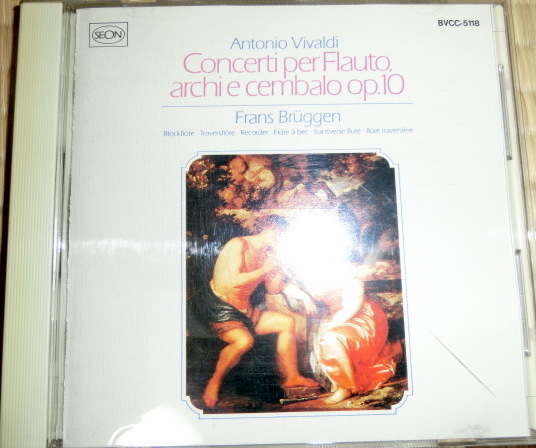 SEON
BVCC-5118
Antonio Vivaldi
Concerti per Flauto,
archi e cembalo op.10
Frans Brüggen
Blockflöte · Traversflöte · Recorder · Flûte à bec · transverse flute · flûte traversière